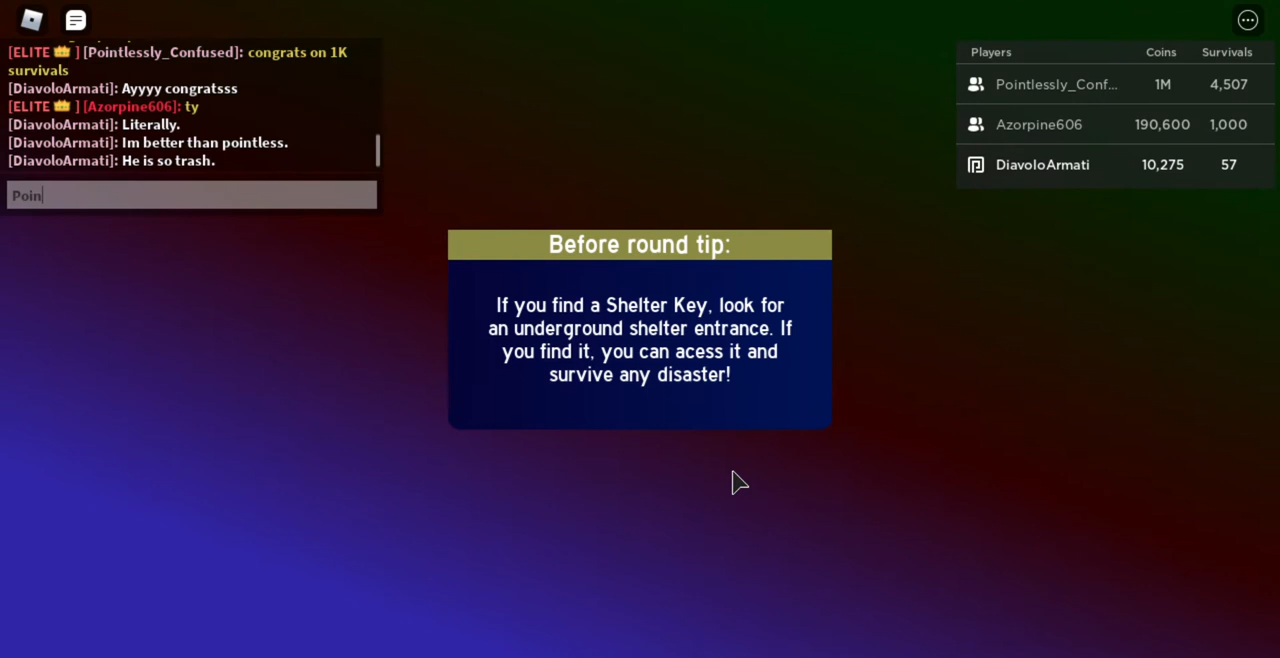 [ELITE 👑 ] [Pointlessly_Confused]: congrats on 1K
survivals
[DiavoloArmati]: Ayyyy congratsss
[ELITE 👑 ] [Azorpine606]: ty
[DiavoloArmati]: Literally.
[DiavoloArmati]: Im better than pointless.
[DiavoloArmati]: He is so trash.
Poin
Players Coins Survivals
Pointlessly_Conf... 1M 4,507
Azorpine606 190,600 1,000
DiavoloArmati 10,275 57
Before round tip:
If you find a Shelter Key, look for
an underground shelter entrance. If
you find it, you can acess it and
survive any disaster!